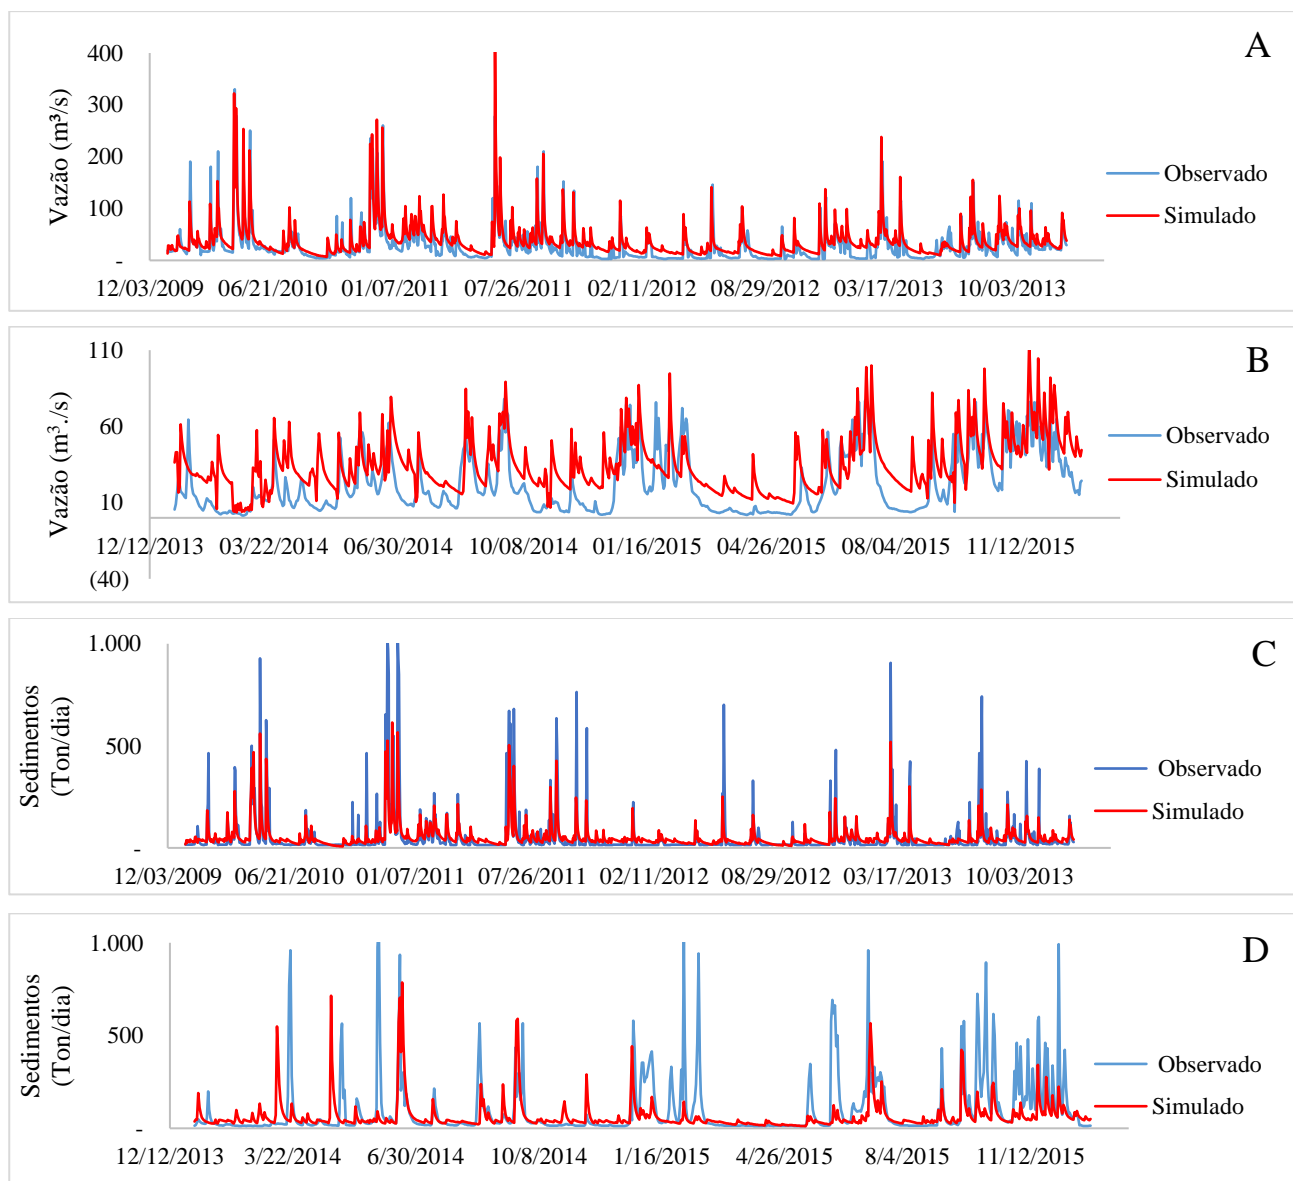 A
400
300
200
100
-
Vazão (m³/s)
Observado
Simulado
12/03/2009 06/21/2010 01/07/2011 07/26/2011 02/11/2012 08/29/2012 03/17/2013 10/03/2013
B
110
60
10
(40)
Vazão (m³./s)
Observado
Simulado
12/12/2013 03/22/2014 06/30/2014 10/08/2014 01/16/2015 04/26/2015 08/04/2015 11/12/2015
C
1.000
500
-
Sedimentos
(Ton/dia)
Observado
Simulado
12/03/2009 06/21/2010 01/07/2011 07/26/2011 02/11/2012 08/29/2012 03/17/2013 10/03/2013
D
1.000
500
-
Sedimentos
(Ton/dia)
Observado
Simulado
12/12/2013 3/22/2014 6/30/2014 10/8/2014 1/16/2015 4/26/2015 8/4/2015 11/12/2015